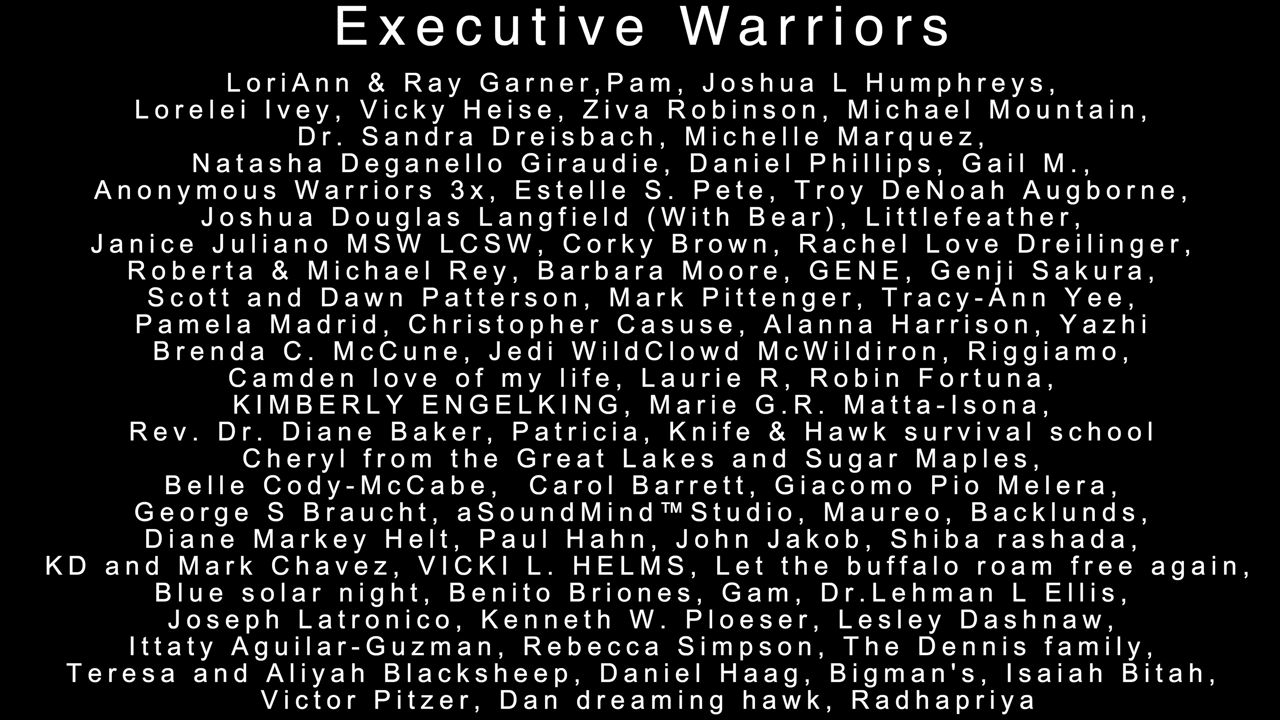 Executive Warriors
LoriAnn & Ray Garner,Pam, Joshua L Humphreys,
Lorelei Ivey, Vicky Heise, Ziva Robinson, Michael Mountain,
Dr. Sandra Dreisbach, Michelle Marquez,
Natasha Deganello Giraudie, Daniel Phillips, Gail M.,
Anonymous Warriors 3x, Estelle S. Pete, Troy DeNoah Augborne,
Joshua Douglas Langfield (With Bear), Littlefeather,
Janice Juliano MSW LCSW, Corky Brown, Rachel Love Dreilinger,
Roberta & Michael Rey, Barbara Moore, GENE, Genji Sakura,
Scott and Dawn Patterson, Mark Pittenger, Tracy-Ann Yee,
Pamela Madrid, Christopher Casuse, Alanna Harrison, Yazhi
Brenda C. McCune, Jedi WildClowd McWildiron, Riggiamo,
Camden love of my life, Laurie R, Robin Fortuna,
KIMBERLY ENGELKING, Marie G.R. Matta-Isona,
Rev. Dr. Diane Baker, Patricia, Knife & Hawk survival school
Cheryl from the Great Lakes and Sugar Maples,
Belle Cody-McCabe,  Carol Barrett, Giacomo Pio Melera,
George S Braucht, aSoundMind™Studio, Maureo, Backlunds,
Diane Markey Helt, Paul Hahn, John Jakob, Shiba rashada,
KD and Mark Chavez, VICKI L. HELMS, Let the buffalo roam free again,
Blue solar night, Benito Briones, Gam, Dr.Lehman L Ellis,
Joseph Latronico, Kenneth W. Ploeser, Lesley Dashnaw,
Ittaty Aguilar-Guzman, Rebecca Simpson, The Dennis family,
Teresa and Aliyah Blacksheep, Daniel Haag, Bigman's, Isaiah Bitah,
Victor Pitzer, Dan dreaming hawk, Radhapriya